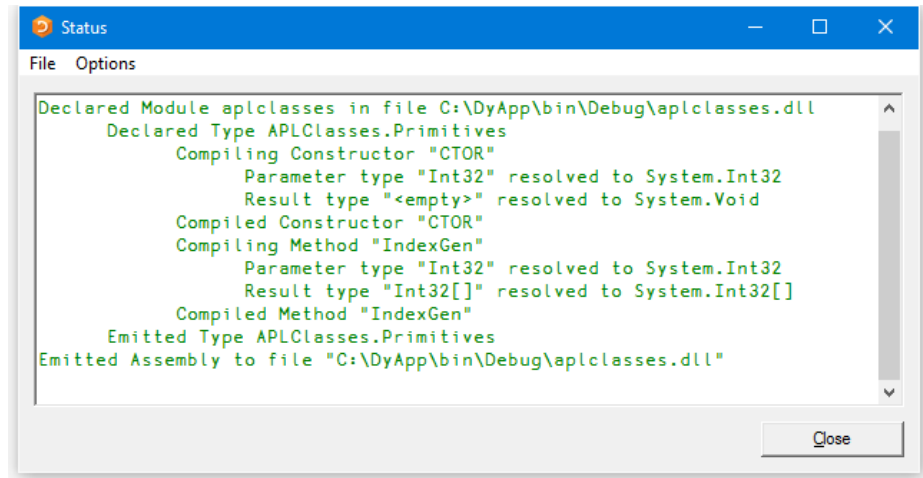 Status
File Options
Declared Module aplclasses in file C:\DyApp\bin\Debug\aplclasses.dll
Declared Type APLClasses.Primitives
Compiling Constructor "CTOR"
Parameter type "Int32" resolved to System.Int32
Result type "<empty>" resolved to System.Void
Compiled Constructor "CTOR"
Compiling Method "IndexGen"
Parameter type "Int32" resolved to System.Int32
Result type "Int32[]" resolved to System.Int32[]
Compiled Method "IndexGen"
Emitted Type APLClasses.Primitives
Emitted Assembly to file "C:\DyApp\bin\Debug\aplclasses.dll"
Close